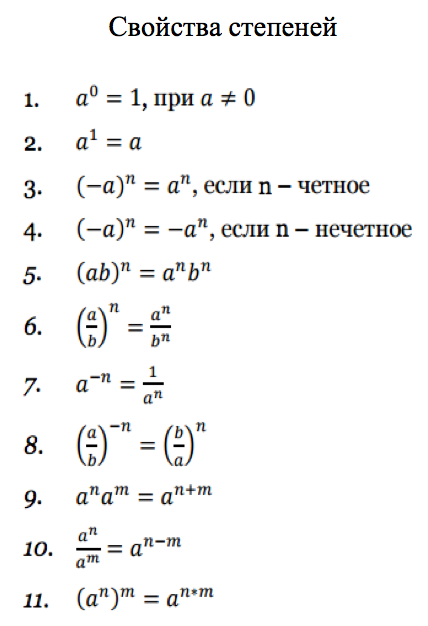 Свойства степеней
1. a⁰ = 1, при a ≠ 0
2. a¹ = a
3. (−a)ⁿ = aⁿ, если n – четное
4. (−a)ⁿ = −aⁿ, если n – нечетное
5. (ab)ⁿ = aⁿbⁿ
6. (a/b)ⁿ = aⁿ/bⁿ
7. a⁻ⁿ = 1/aⁿ
8. (a/b)⁻ⁿ = (b/a)ⁿ
9. aⁿaᵐ = aⁿ⁺ᵐ
10. aⁿ/aᵐ = aⁿ⁻ᵐ
11. (aⁿ)ᵐ = aⁿ*ᵐ